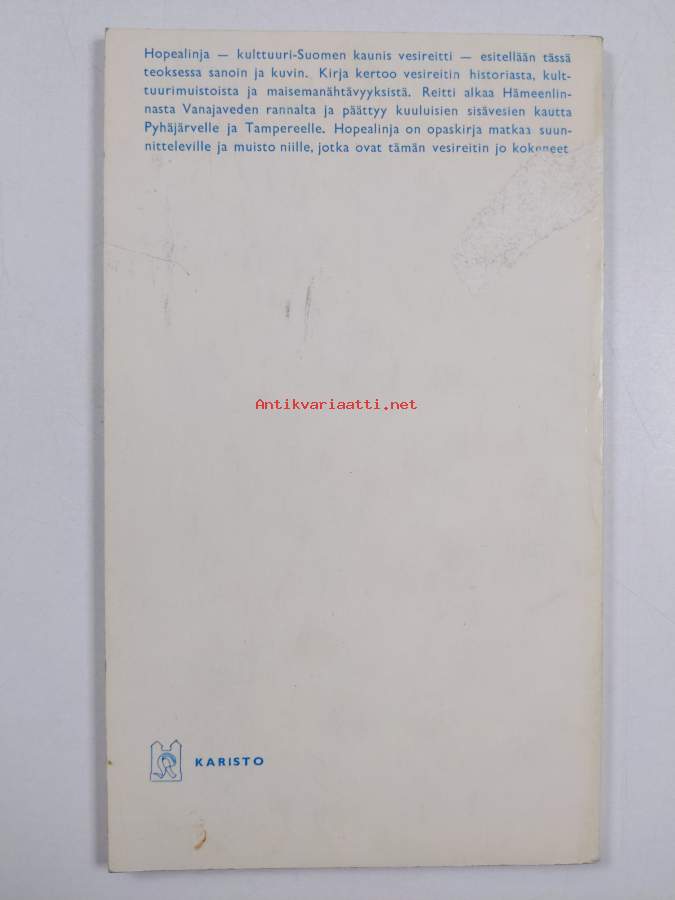 Hopealinja — kulttuuri-Suomen kaunis vesireitti — esitellään tässä
teoksessa sanoin ja kuvin. Kirja kertoo vesireitin historiasta, kult-
tuurimuistoista ja maisemanähtävyyksistä. Reitti alkaa Hämeenlin-
nasta Vanajaveden rannalta ja päättyy kuuluisien sisävesien kautta
Pyhäjärvelle ja Tampereelle. Hopealinja on opaskirja matkaa suun-
nitteleville ja muisto niille, jotka ovat tämän vesireitin jo kokeneet
Antikvariaatti.net
KARISTO